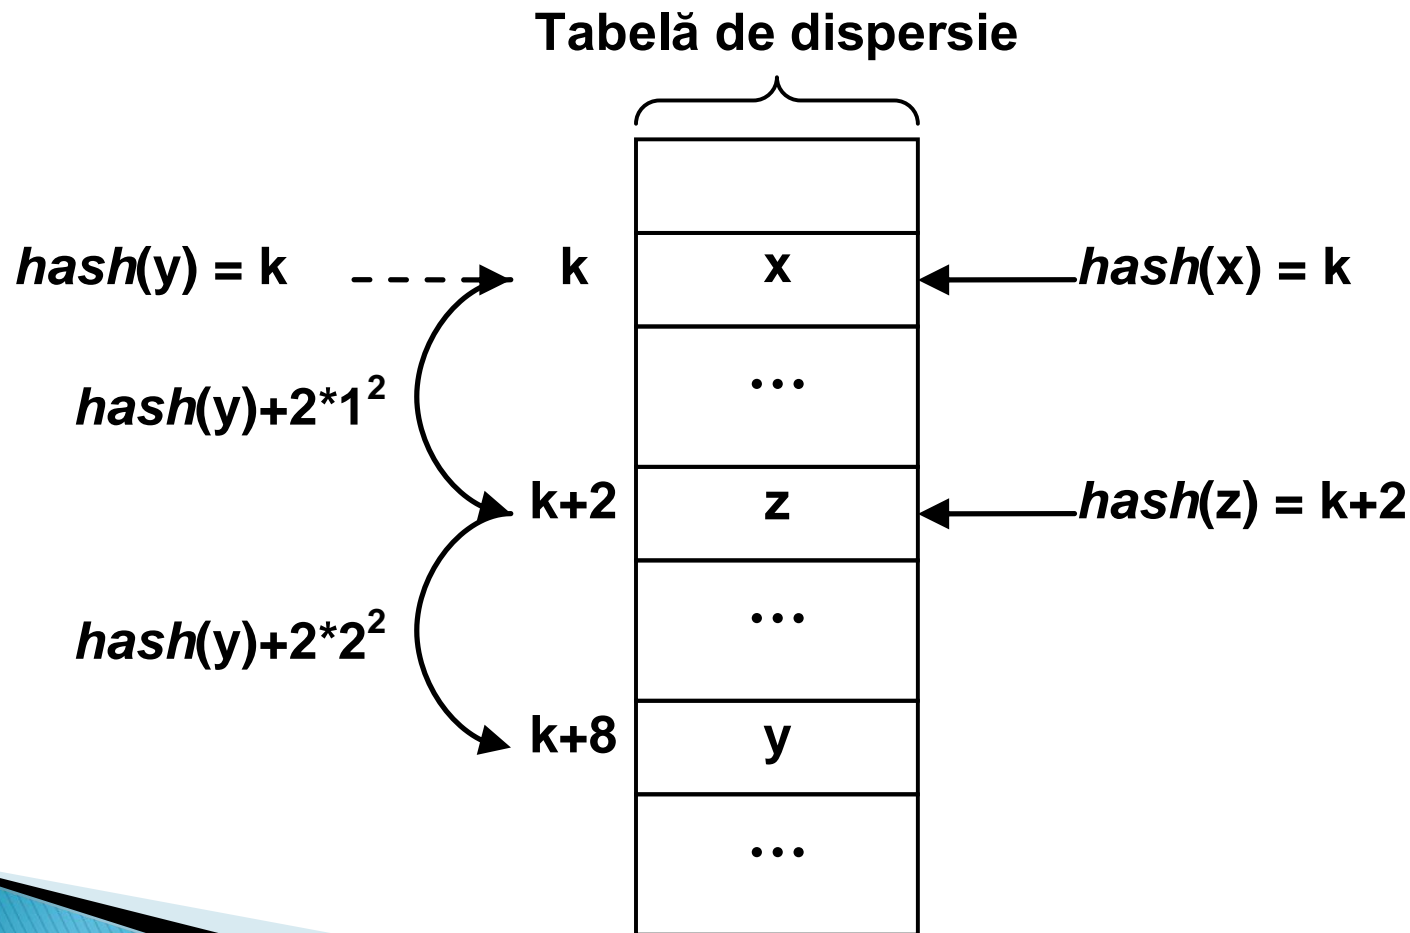 Tabelă de dispersie
hash(y) = k k x hash(x) = k
...
hash(y)+2*1²
k+2 z hash(z) = k+2
...
hash(y)+2*2²
k+8 y
...